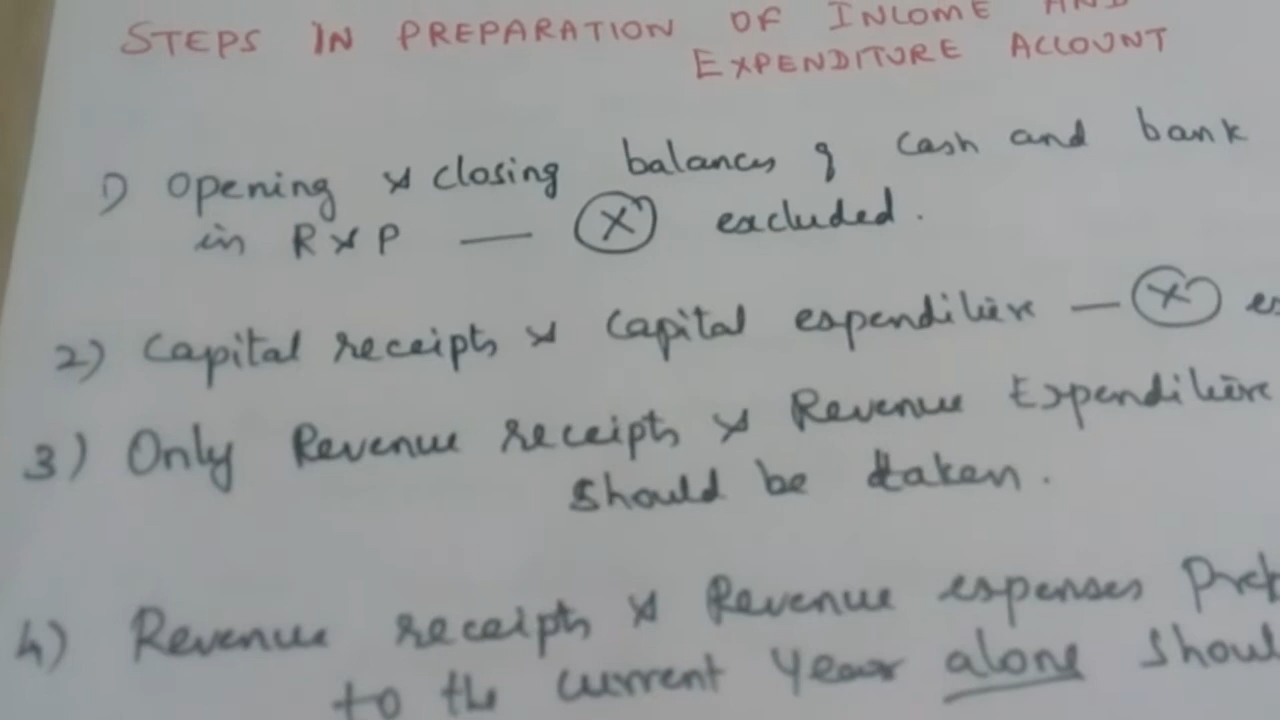 STEPS IN PREPARATION OF INCOME AND
EXPENDITURE ACCOUNT
1) Opening & closing balances of cash and bank
in R & P — (X) excluded.
2) Capital receipts & Capital expenditure — (X)
3) Only Revenue receipts & Revenue Expenditure
should be taken.
4) Revenue receipts & Revenue expenses
to the current year alone